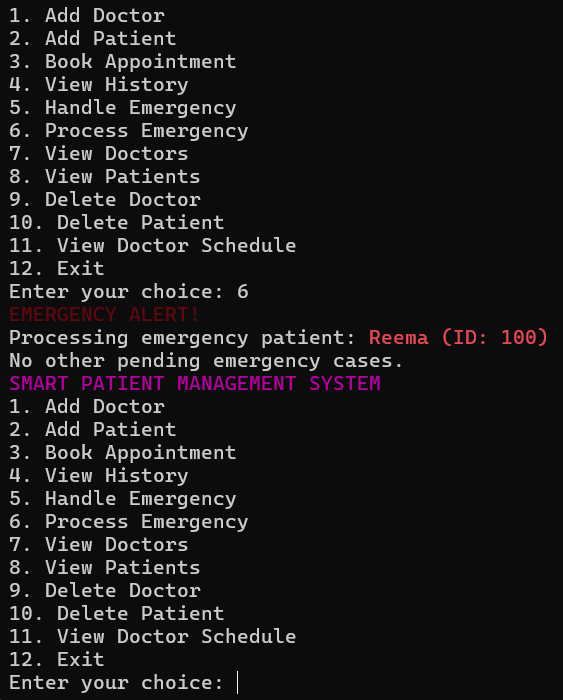 1. Add Doctor
2. Add Patient
3. Book Appointment
4. View History
5. Handle Emergency
6. Process Emergency
7. View Doctors
8. View Patients
9. Delete Doctor
10. Delete Patient
11. View Doctor Schedule
12. Exit
Enter your choice: 6
EMERGENCY ALERT!
Processing emergency patient: Reema (ID: 100)
No other pending emergency cases.
SMART PATIENT MANAGEMENT SYSTEM
1. Add Doctor
2. Add Patient
3. Book Appointment
4. View History
5. Handle Emergency
6. Process Emergency
7. View Doctors
8. View Patients
9. Delete Doctor
10. Delete Patient
11. View Doctor Schedule
12. Exit
Enter your choice: